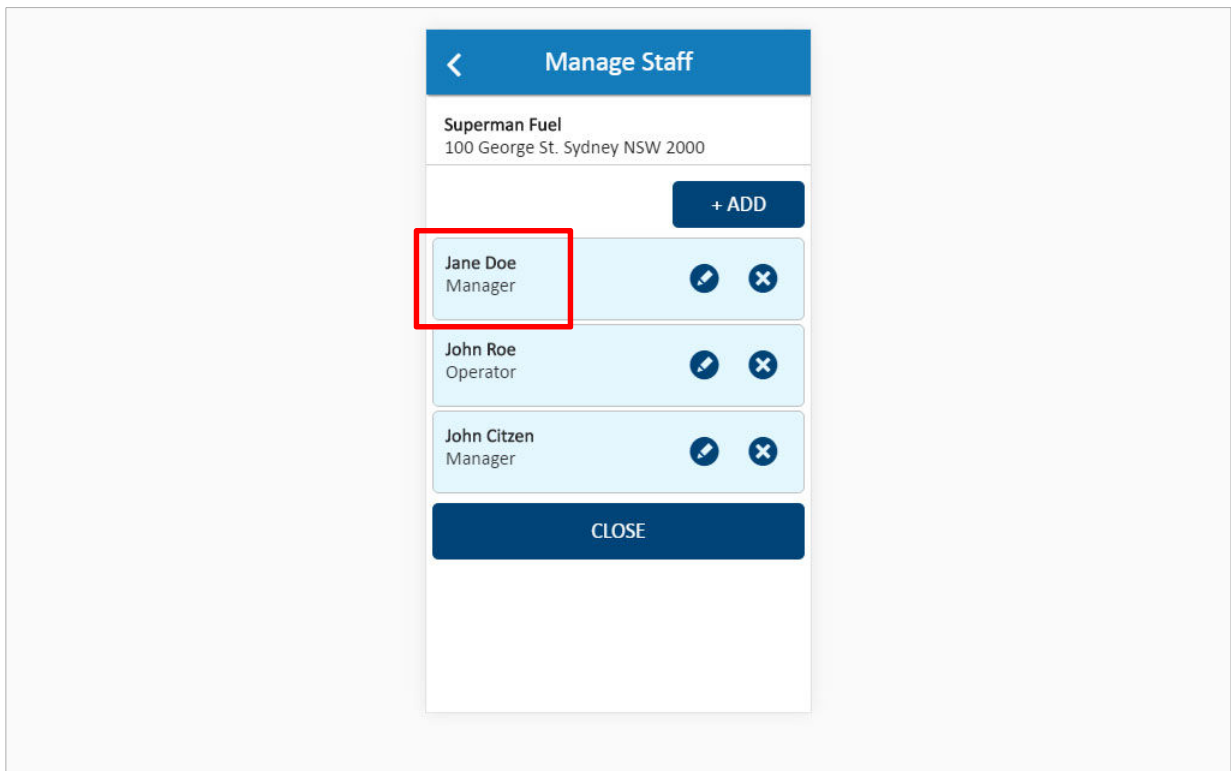 Manage Staff
Superman Fuel
100 George St. Sydney NSW 2000
+ ADD
Jane Doe
Manager
John Roe
Operator
John Citzen
Manager
CLOSE